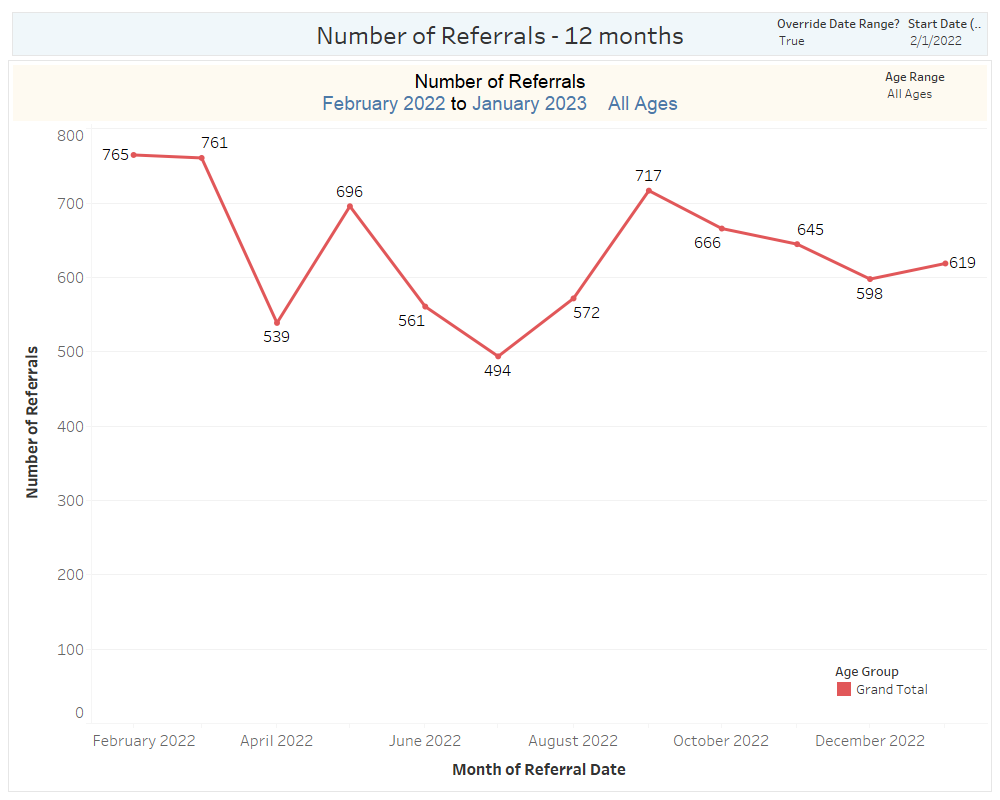 Number of Referrals - 12 months
Override Date Range?
True
Start Date (..
2/1/2022
Number of Referrals
February 2022 to January 2023 All Ages
Age Range
All Ages
800
700
600
500
400
300
200
100
0
Number of Referrals
765
761
539
696
561
494
572
717
666
645
598
619
Age Group
Grand Total
February 2022
April 2022
June 2022
August 2022
October 2022
December 2022
Month of Referral Date